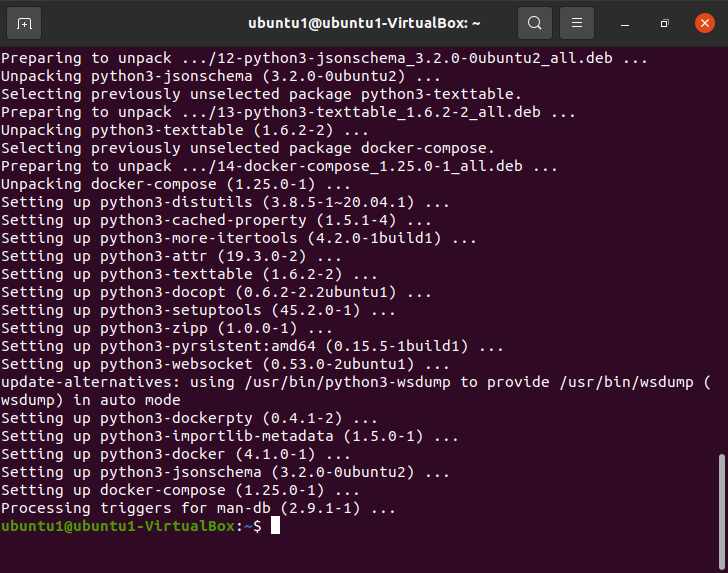 ubuntu1@ubuntu1-VirtualBox: ~
Preparing to unpack .../12-python3-jsonschema_3.2.0-0ubuntu2_all.deb ...
Unpacking python3-jsonschema (3.2.0-0ubuntu2) ...
Selecting previously unselected package python3-texttable.
Preparing to unpack .../13-python3-texttable_1.6.2-2_all.deb ...
Unpacking python3-texttable (1.6.2-2) ...
Selecting previously unselected package docker-compose.
Preparing to unpack .../14-docker-compose_1.25.0-1_all.deb ...
Unpacking docker-compose (1.25.0-1) ...
Setting up python3-distutils (3.8.5-1~20.04.1) ...
Setting up python3-cached-property (1.5.1-4) ...
Setting up python3-more-itertools (4.2.0-1build1) ...
Setting up python3-attr (19.3.0-2) ...
Setting up python3-texttable (1.6.2-2) ...
Setting up python3-docopt (0.6.2-2.2ubuntu1) ...
Setting up python3-setuptools (45.2.0-1) ...
Setting up python3-zipp (1.0.0-1) ...
Setting up python3-pyrsistent:amd64 (0.15.5-1build1) ...
Setting up python3-websocket (0.53.0-2ubuntu1) ...
update-alternatives: using /usr/bin/python3-wsdump to provide /usr/bin/wsdump (
wsdump) in auto mode
Setting up python3-dockerpty (0.4.1-2) ...
Setting up python3-importlib-metadata (1.5.0-1) ...
Setting up python3-docker (4.1.0-1) ...
Setting up python3-jsonschema (3.2.0-0ubuntu2) ...
Setting up docker-compose (1.25.0-1) ...
Processing triggers for man-db (2.9.1-1) ...
ubuntu1@ubuntu1-VirtualBox:~$